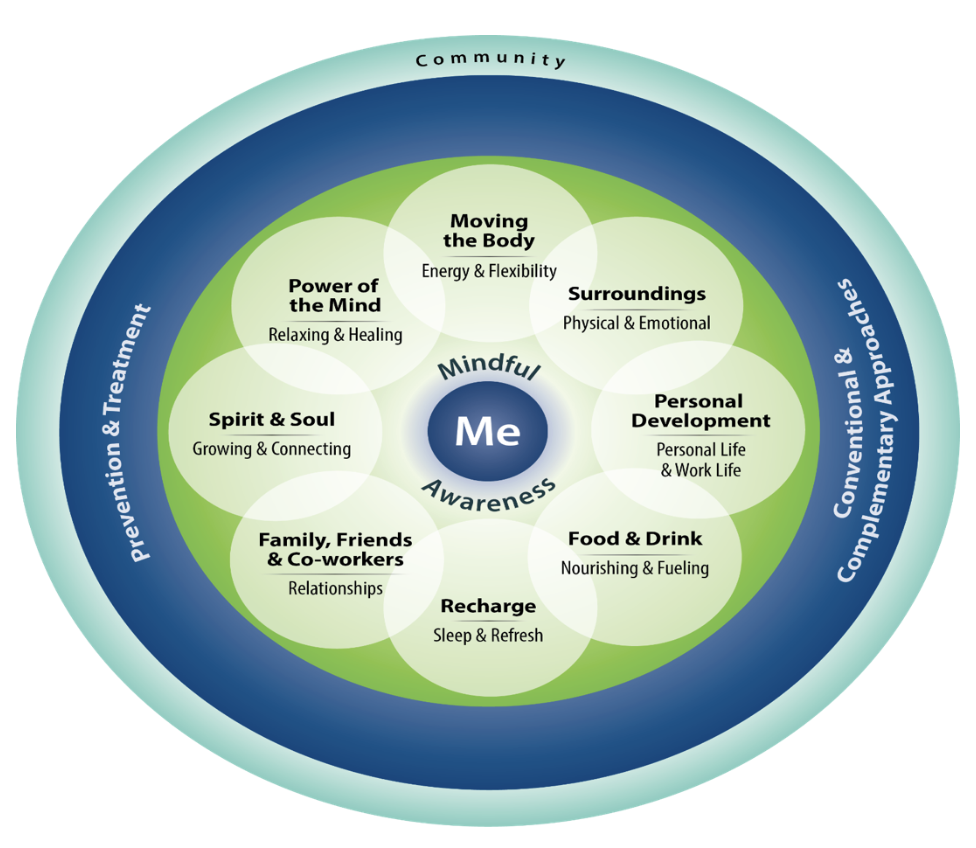 Community
Prevention & Treatment
Conventional &
Complementary Approaches
Moving
the Body
Energy & Flexibility
Surroundings
Physical & Emotional
Personal
Development
Personal Life
& Work Life
Food & Drink
Nourishing & Fueling
Recharge
Sleep & Refresh
Family, Friends
& Co-workers
Relationships
Spirit & Soul
Growing & Connecting
Power of
the Mind
Relaxing & Healing
Mindful
Me
Awareness